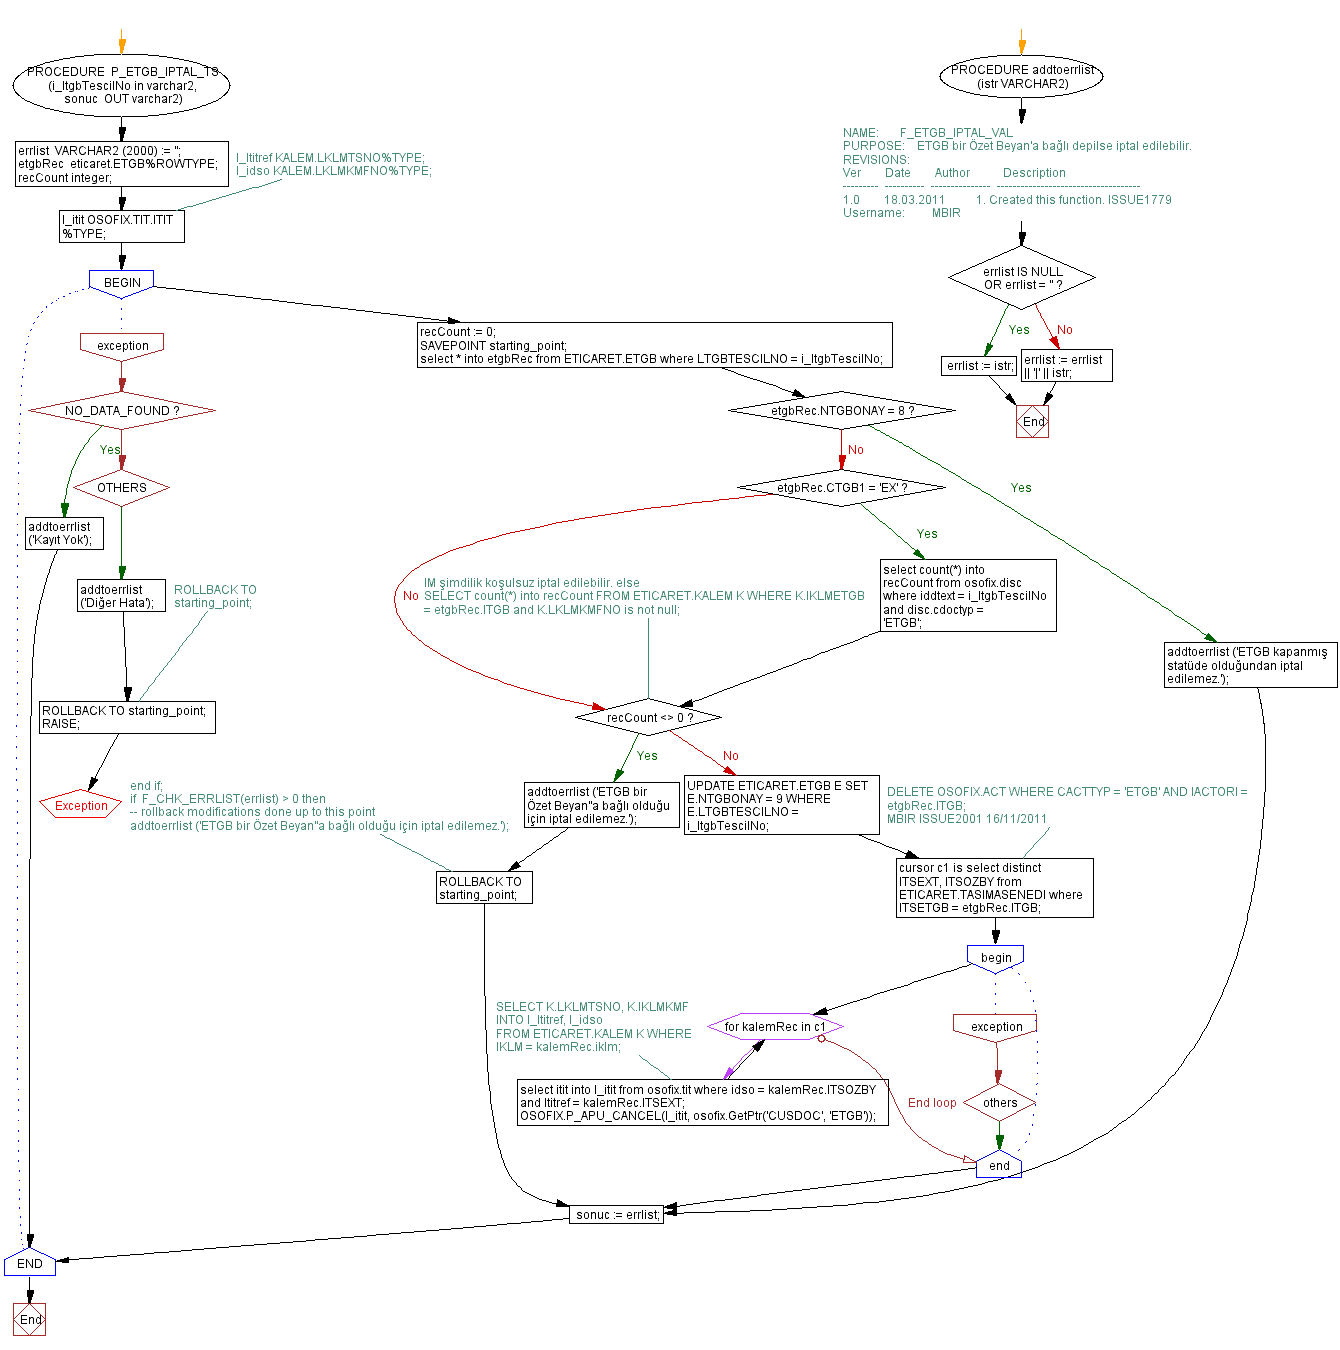 PROCEDURE  P_ETGB_IPTAL_TS
(i_ltgbTescilNo in varchar2,
sonuc  OUT varchar2)
errlist  VARCHAR2 (2000) := '';
etgbRec  eticaret.ETGB%ROWTYPE;
recCount integer;
l_ltitref KALEM.LKLMTSNO%TYPE;
l_idso KALEM.LKLMKMFNO%TYPE;
l_itit OSOFIX.TIT.ITIT
%TYPE;
BEGIN
exception
NO_DATA_FOUND ?
Yes
OTHERS
addtoerrlist
('Kayıt Yok');
addtoerrlist
('Diğer Hata');
ROLLBACK TO
starting_point;
ROLLBACK TO starting_point;
RAISE;
Exception
end if;
if  F_CHK_ERRLIST(errlist) > 0 then
-- rollback modifications done up to this point
addtoerrlist ('ETGB bir Özet Beyan''a bağlı olduğu için iptal edilemez.');
recCount := 0;
SAVEPOINT starting_point;
select * into etgbRec from ETICARET.ETGB where LTGBTESCILNO = i_ltgbTescilNo;
etgbRec.NTGBONAY = 8 ?
No
Yes
etgbRec.CTGB1 = 'EX' ?
Yes
No
select count(*) into
recCount from osofix.disc
where iddtext = i_ltgbTescilNo
and disc.cdoctyp =
'ETGB';
IM şimdilik koşulsuz iptal edilebilir. else
SELECT count(*) into recCount FROM ETICARET.KALEM K WHERE K.IKLMETGB
= etgbRec.ITGB and K.LKLMKMFNO is not null;
addtoerrlist ('ETGB kapanmış
statüde olduğundan iptal
edilemez.');
recCount <> 0 ?
Yes
No
addtoerrlist ('ETGB bir
Özet Beyan''a bağlı olduğu
için iptal edilemez.');
UPDATE ETICARET.ETGB E SET
E.NTGBONAY = 9 WHERE
E.LTGBTESCILNO =
i_ltgbTescilNo;
DELETE OSOFIX.ACT WHERE CACTTYP = 'ETGB' AND IACTORI =
etgbRec.ITGB;
MBIR ISSUE2001 16/11/2011
ROLLBACK TO
starting_point;
cursor c1 is select distinct
ITSEXT, ITSOZBY from
ETICARET.TASIMASENEDI where
ITSETGB = etgbRec.ITGB;
begin
SELECT K.LKLMTSNO, K.IKLMKMF
INTO l_ltitref, l_idso
FROM ETICARET.KALEM K WHERE
IKLM = kalemRec.iklm;
for kalemRec in c1
exception
select itit into l_itit from osofix.tit where idso = kalemRec.ITSOZBY
and ltitref = kalemRec.ITSEXT;
OSOFIX.P_APU_CANCEL(l_itit, osofix.GetPtr('CUSDOC', 'ETGB'));
End loop
others
end
sonuc := errlist;
END
End
PROCEDURE addtoerrlist
(istr VARCHAR2)
NAME:      F_ETGB_IPTAL_VAL
PURPOSE:    ETGB bir Özet Beyan'a bağlı depilse iptal edilebilir.
REVISIONS:
Ver       Date       Author          Description
---------  ----------  ---------------  ------------------------------------
1.0       18.03.2011         1. Created this function. ISSUE1779
Username:        MBIR
errlist IS NULL
OR errlist = '' ?
Yes
No
errlist := istr;
errlist := errlist
|| '|' || istr;
End